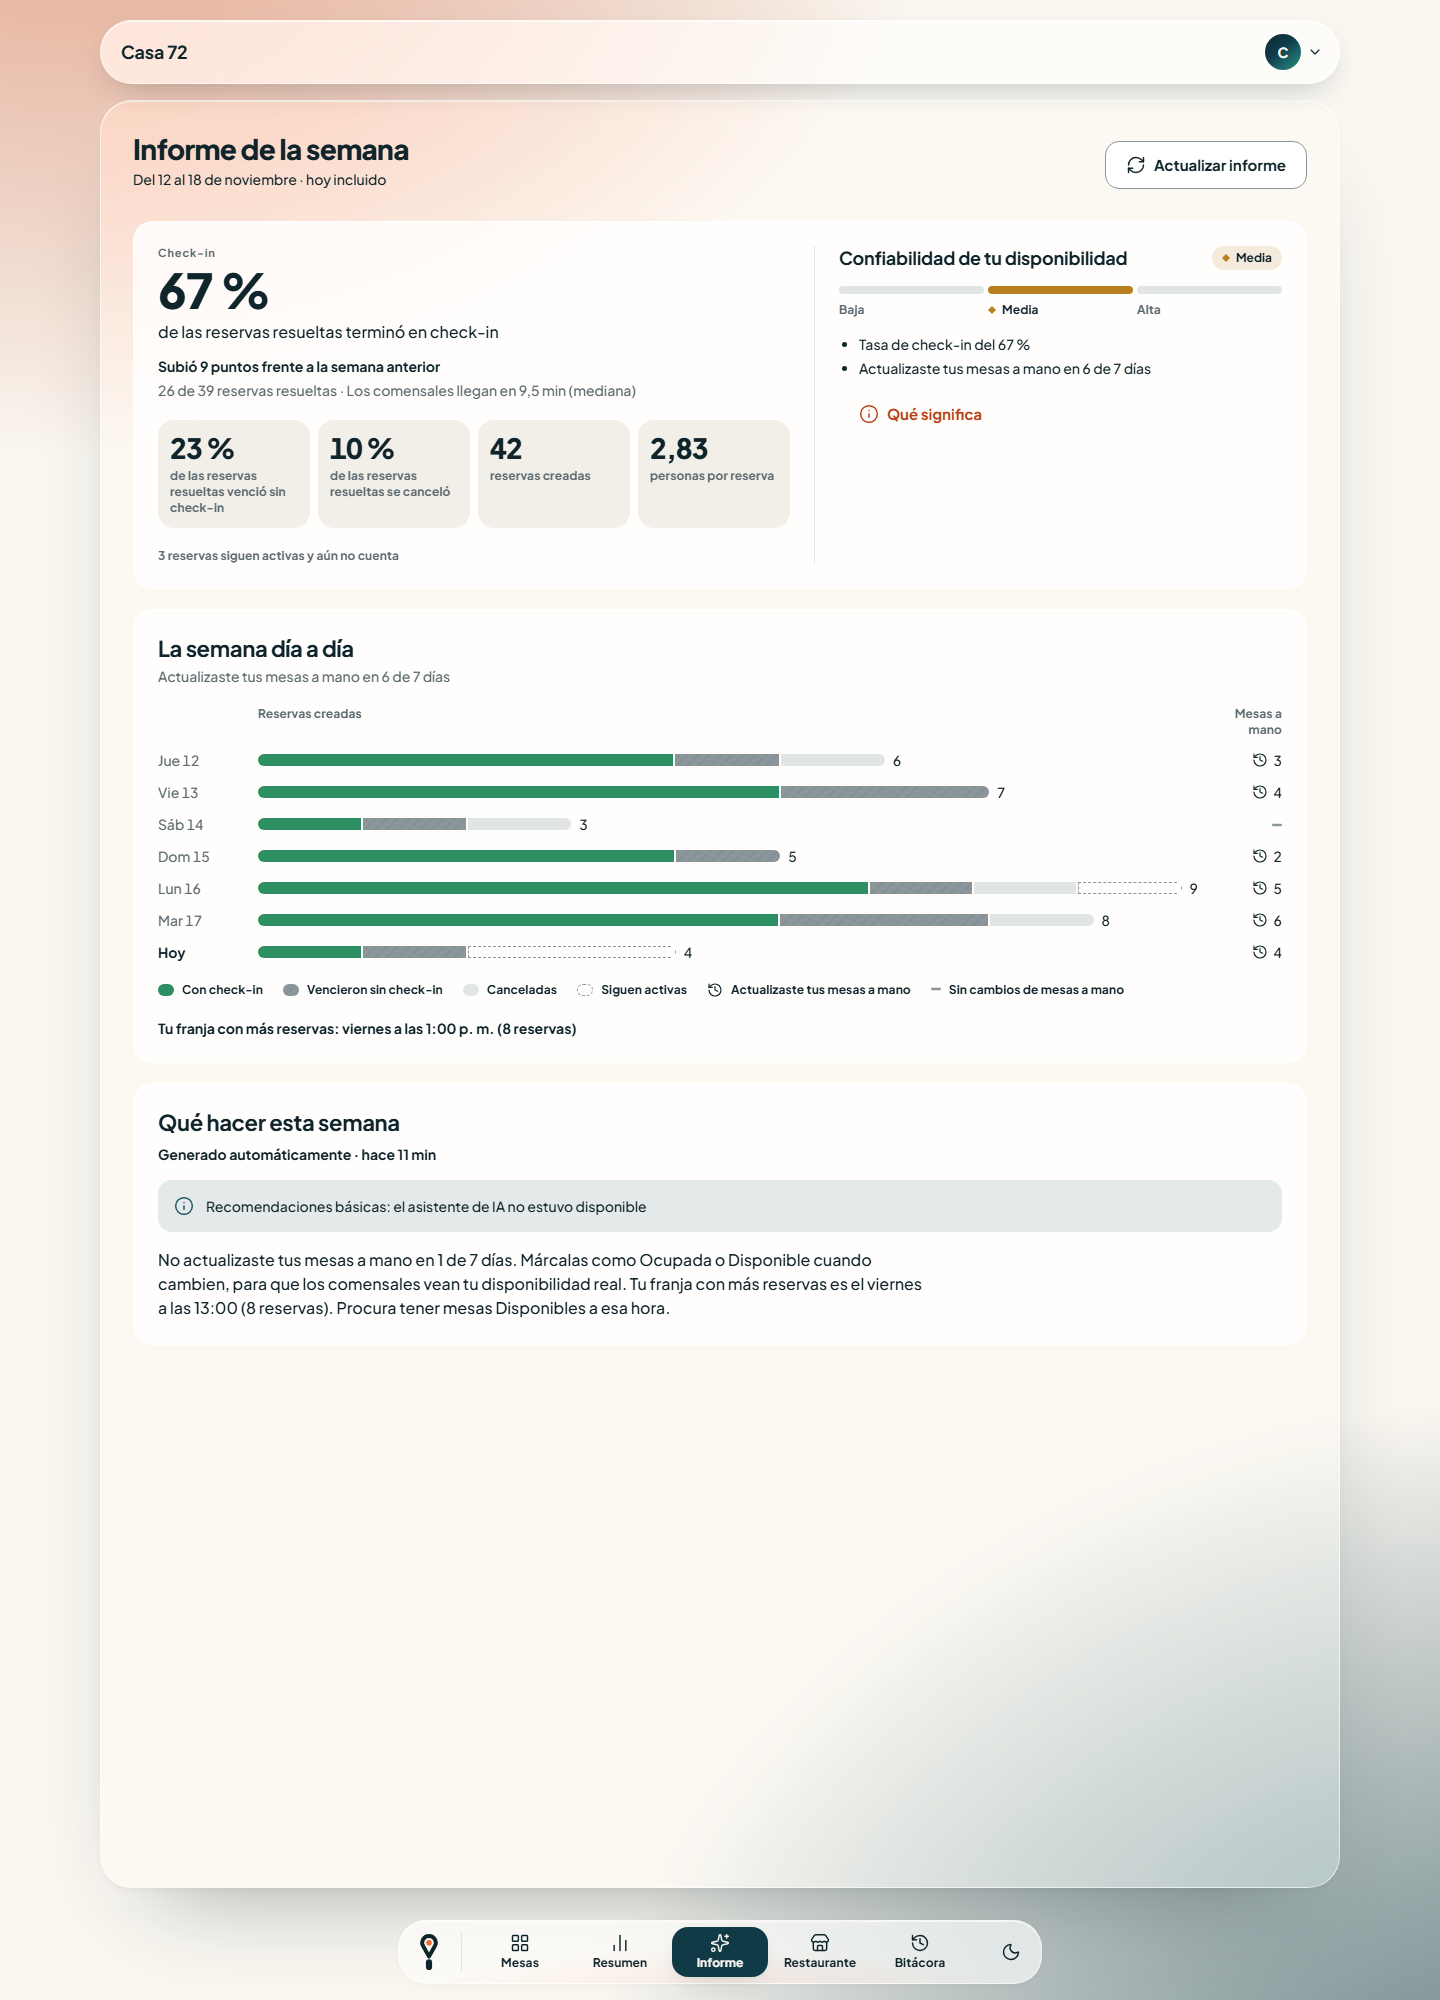 Casa 72
C
Informe de la semana
Del 12 al 18 de noviembre · hoy incluido
Actualizar informe
Check-in
67 %
de las reservas resueltas terminó en check-in
Subió 9 puntos frente a la semana anterior
26 de 39 reservas resueltas · Los comensales llegan en 9,5 min (mediana)
23 %
de las reservas
resueltas venció sin
check-in
10 %
de las reservas
resueltas se canceló
42
reservas creadas
2,83
personas por reserva
3 reservas siguen activas y aún no cuenta
Confiabilidad de tu disponibilidad
Media
Baja
Media
Alta
• Tasa de check-in del 67 %
• Actualizaste tus mesas a mano en 6 de 7 días
Qué significa
La semana día a día
Actualizaste tus mesas a mano en 6 de 7 días
Reservas creadas
Mesas a
mano
Jue 12 6 3
Vie 13 7 4
Sáb 14 3 –
Dom 15 5 2
Lun 16 9 5
Mar 17 8 6
Hoy 4 4
Con check-in Vencieron sin check-in Canceladas Siguen activas Actualizaste tus mesas a mano – Sin cambios de mesas a mano
Tu franja con más reservas: viernes a las 1:00 p. m. (8 reservas)
Qué hacer esta semana
Generado automáticamente · hace 11 min
Recomendaciones básicas: el asistente de IA no estuvo disponible
No actualizaste tus mesas a mano en 1 de 7 días. Márcalas como Ocupada o Disponible cuando
cambien, para que los comensales vean tu disponibilidad real. Tu franja con más reservas es el viernes
a las 13:00 (8 reservas). Procura tener mesas Disponibles a esa hora.
Mesas
Resumen
Informe
Restaurante
Bitácora